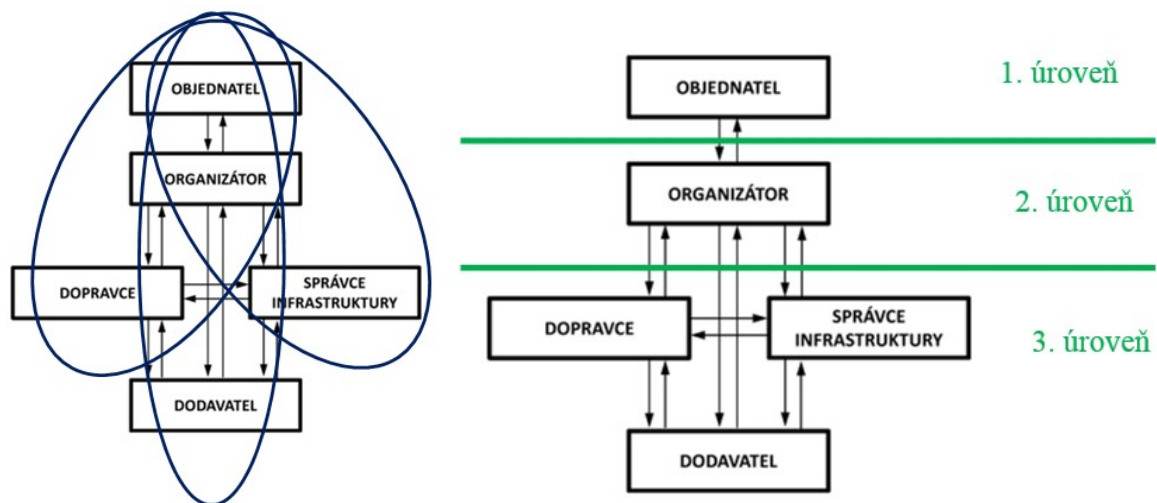 OBJEDNATEL
ORGANIZÁTOR
DOPRAVCE
SPRÁVCE
INFRASTRUKTURY
DODAVATEL
OBJEDNATEL
1. úroveň
ORGANIZÁTOR
2. úroveň
DOPRAVCE
SPRÁVCE
INFRASTRUKTURY
3. úroveň
DODAVATEL